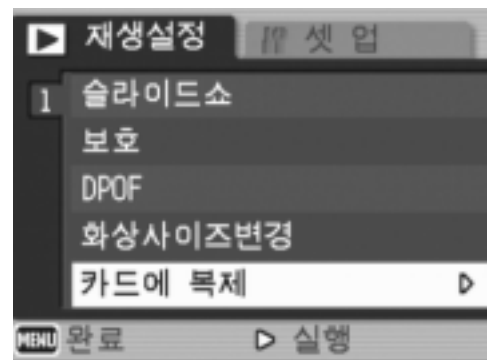 재생설정 셋 업
1 슬라이드쇼
보호
DPOF
화상사이즈변경
카드에 복제
MENU 완료 실행